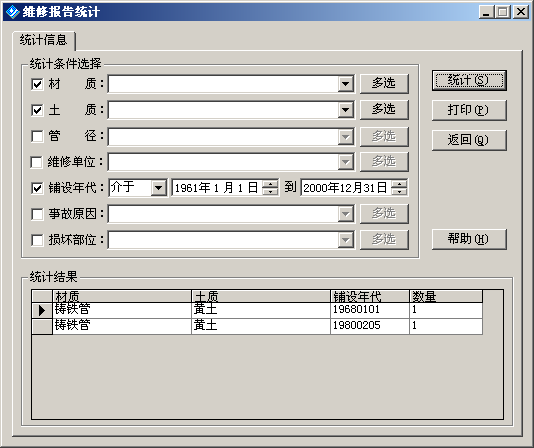 维修报告统计
统计信息
统计条件选择
材 质： 多选
土 质： 多选
管 径： 多选
维修单位： 多选
铺设年代： 介于 1961年 1 月 1 日 到 2000年12月31日
事故原因： 多选
损坏部位： 多选
统计(S)
打印(P)
返回(Q)
帮助(H)
统计结果
材质 土质 铺设年代 数量
铸铁管 黄土 19680101 1
铸铁管 黄土 19800205 1